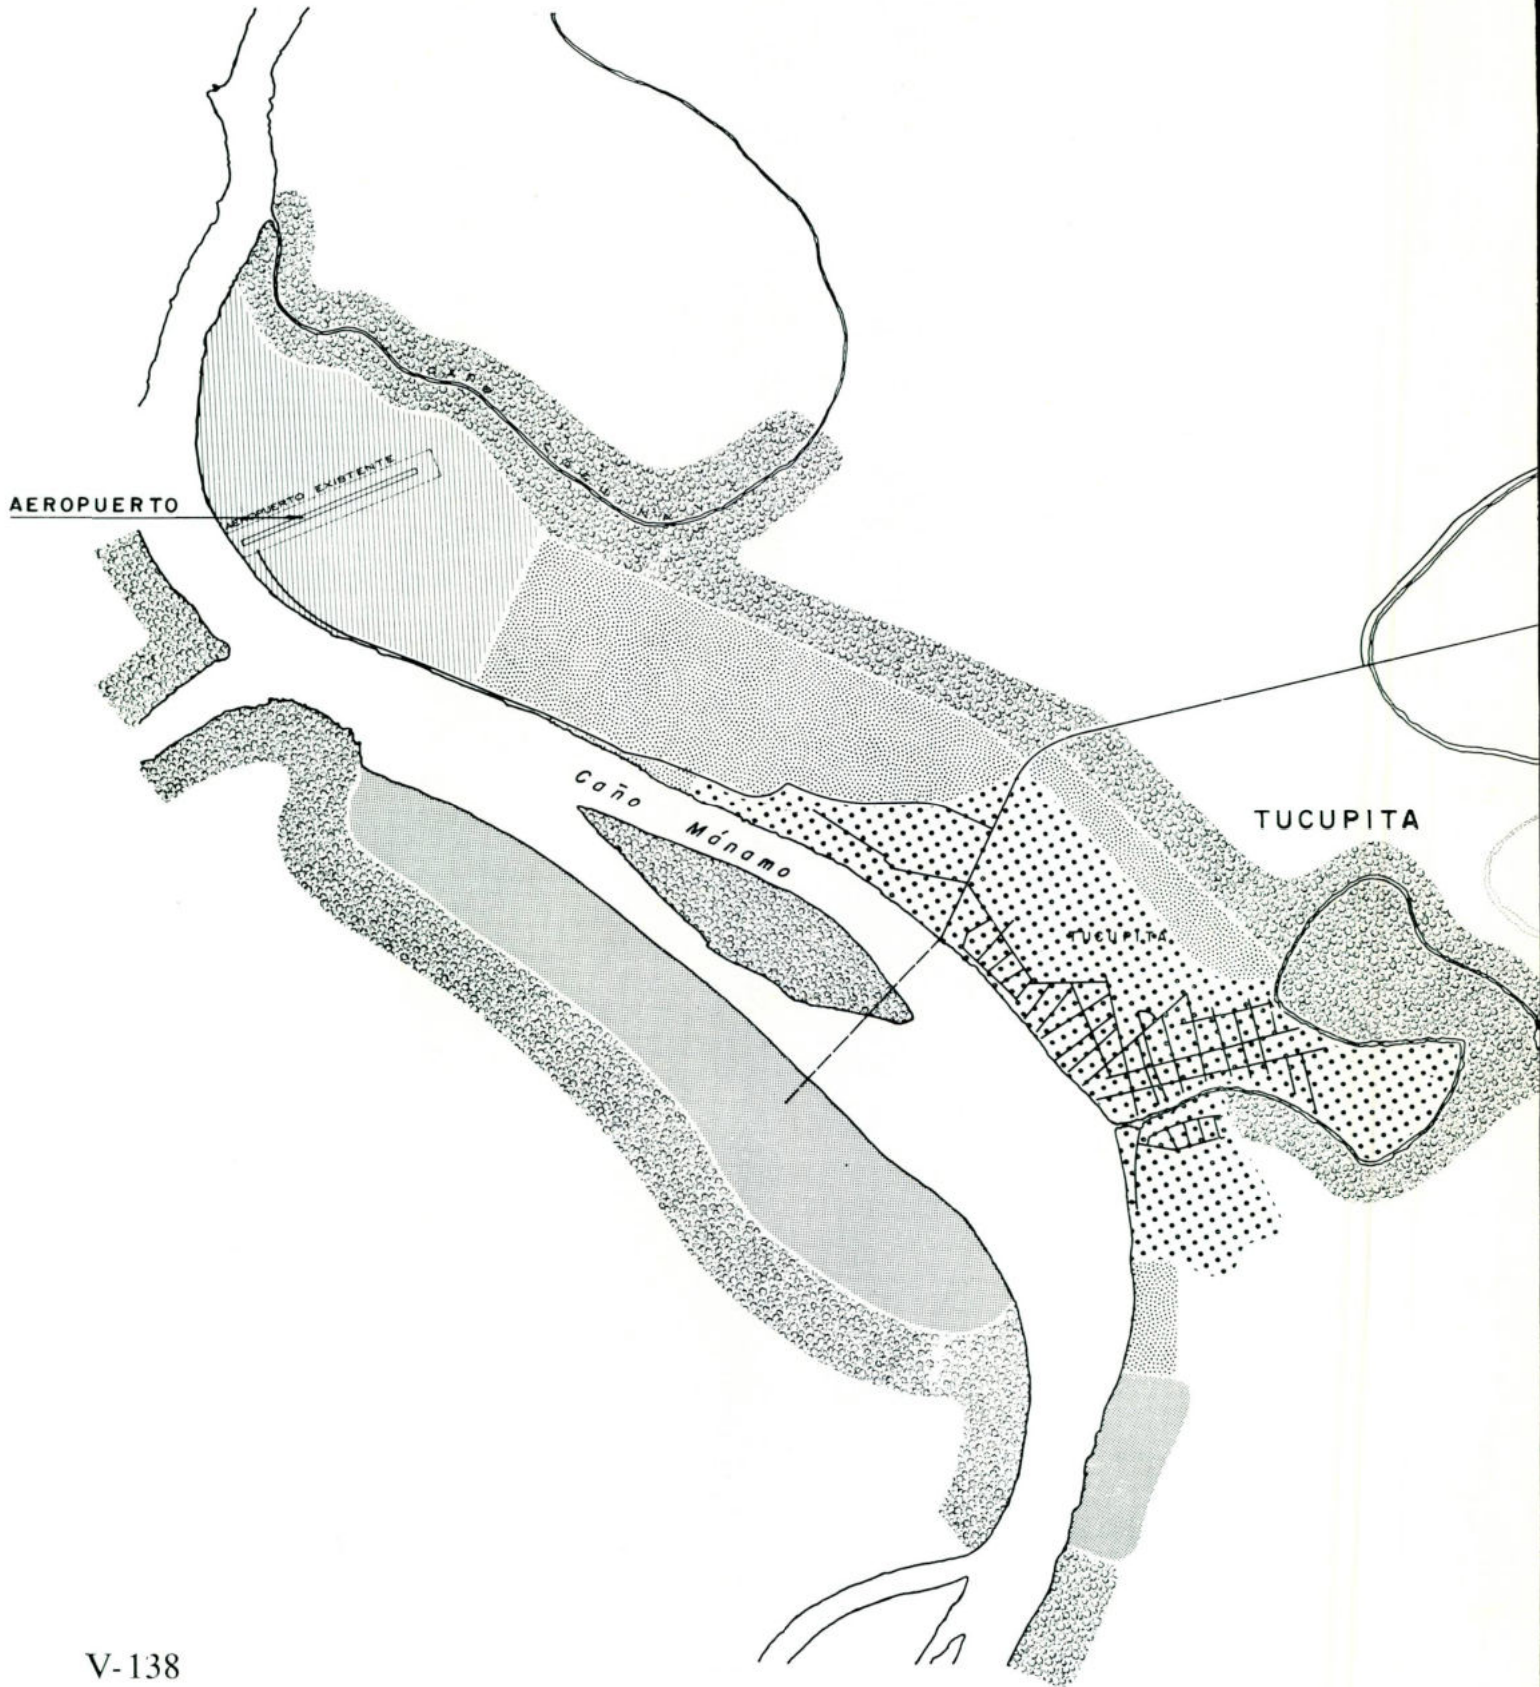 AEROPUERTO EXISTENTE
AEROPUERTO
Caño
Mánamo
TUCUPITA
TUCUPITA
V-138